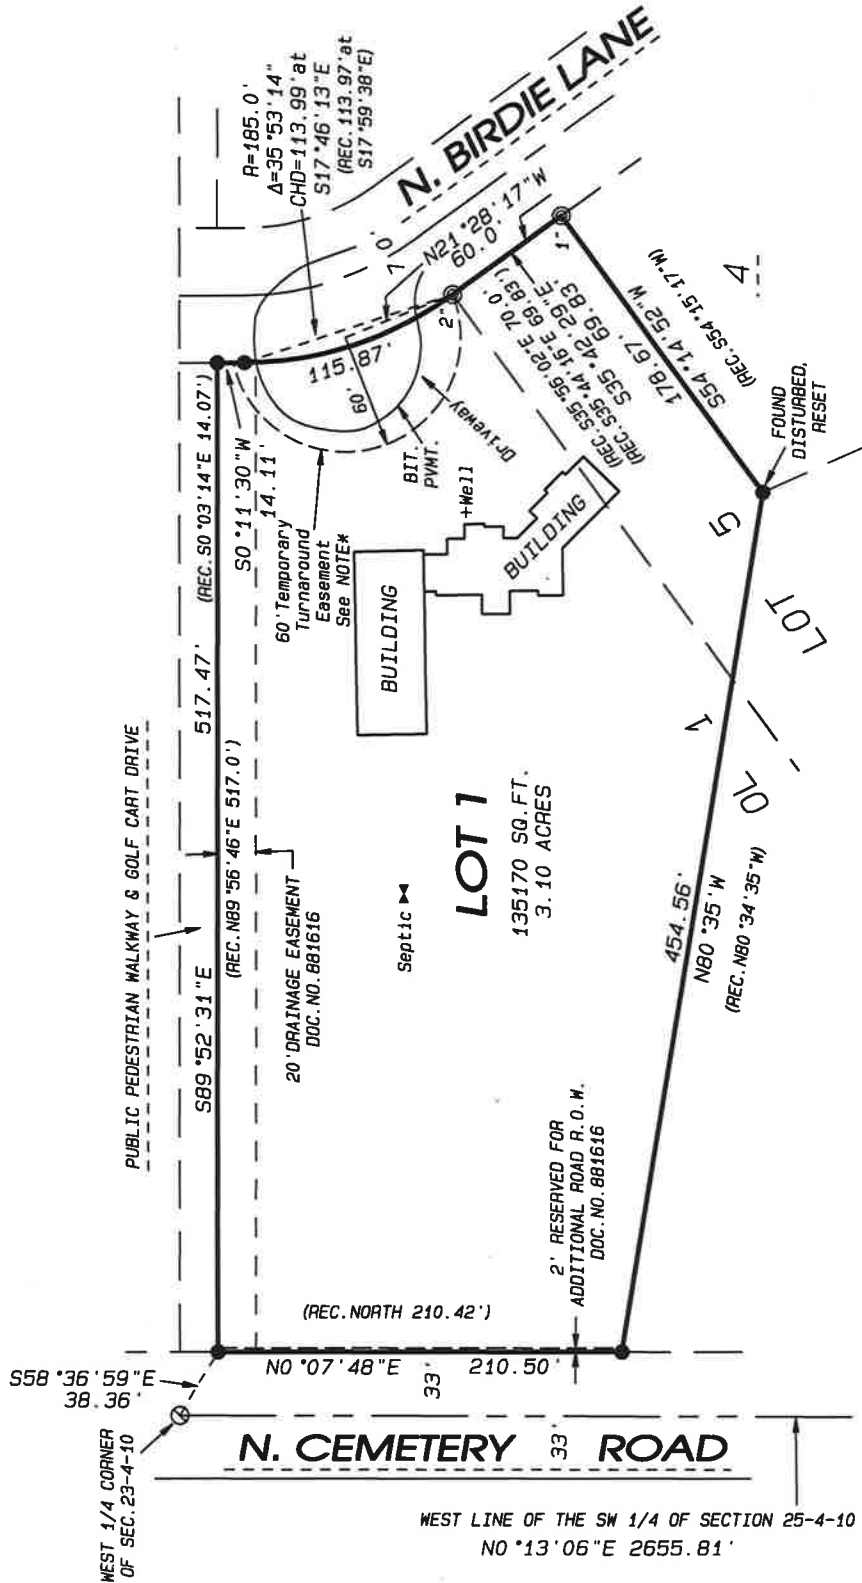 R=185.0'
Δ=35°53'14"
CHD=113.99' at
S17°46'13"E
(REC.113.97'at
S17°59'38"E)
N. BIRDIE LANE
N21°28'17"W
60.0'
7 0'
2"
1"
115.87'
60'
BIT.
PVMT.
Driveway
+Well
(REC.S35°56'02"E 70.0'
(REC.S35°44'16"E 69.83')
S35°42'29"E
69.83'
178.67'
S54°14'52"W
(REC.S54°15'17"W)
4
FOUND
DISTURBED,
RESET
(REC.S0°03'14"E 14.07')
S0°11'30"W
14.11'
60'Temporary
Turnaround
Easement
See NOTE*
BUILDING
BUILDING
LOT 5
OL 1
PUBLIC PEDESTRIAN WALKWAY & GOLF CART DRIVE
S89°52'31"E
517.47'
(REC.N89°56'46"E 517.0')
20'DRAINAGE EASEMENT
DOC.NO.881616
Septic
LOT 1
135170 SQ.FT.
3.10 ACRES
454.56'
N80°35'W
(REC.N80°34'35"W)
2' RESERVED FOR
ADDITIONAL ROAD R.O.W.
DOC.NO.881616
(REC.NORTH 210.42')
N0°07'48"E 210.50'
33'
S58°36'59"E
38.36'
WEST 1/4 CORNER
OF SEC.23-4-10
N. CEMETERY 33' ROAD
WEST LINE OF THE SW 1/4 OF SECTION 25-4-10
N0°13'06"E 2655.81'